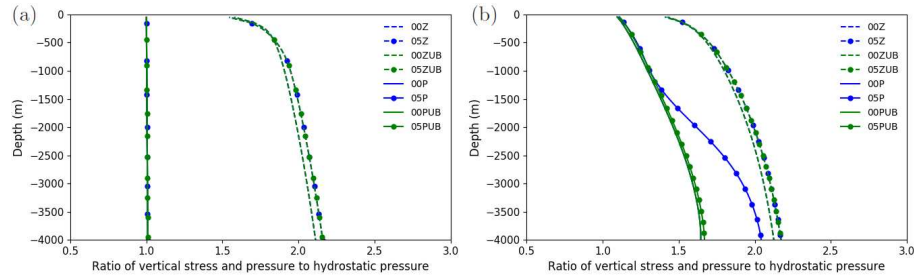 (a)
0
−500
−1000
−1500
−2000
−2500
−3000
−3500
−4000
Depth (m)
0.5 1.0 1.5 2.0 2.5 3.0
Ratio of vertical stress and pressure to hydrostatic pressure
00Z
05Z
00ZUB
05ZUB
00P
05P
00PUB
05PUB
(b)
0
−500
−1000
−1500
−2000
−2500
−3000
−3500
−4000
Depth (m)
0.5 1.0 1.5 2.0 2.5 3.0
Ratio of vertical stress and pressure to hydrostatic pressure
00Z
05Z
00ZUB
05ZUB
00P
05P
00PUB
05PUB